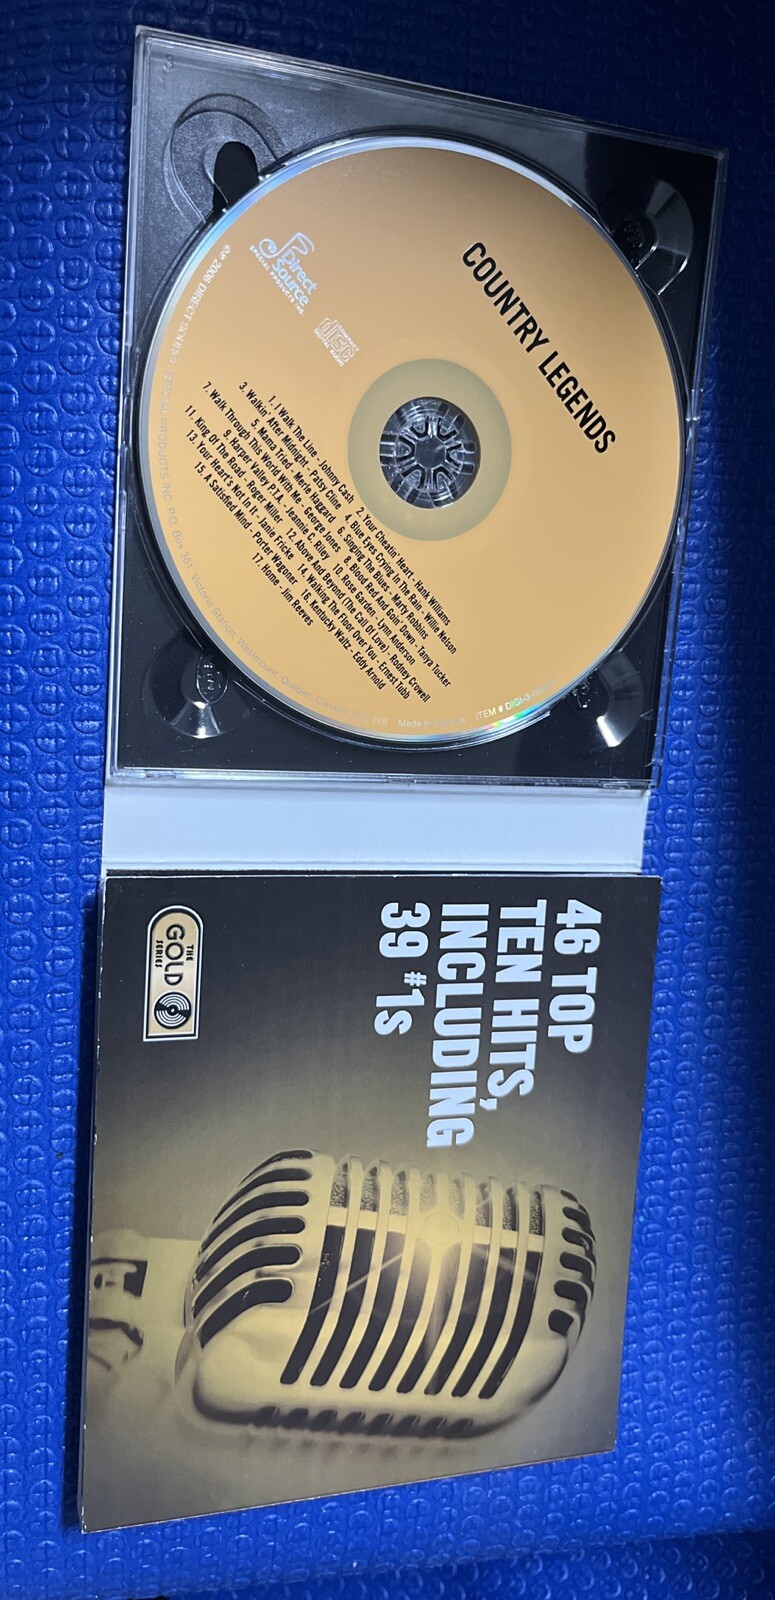 COUNTRY LEGENDS
Direct
Source
SPECIAL PRODUCTS INC.
COMPACT
disc
DIGITAL AUDIO
1. I Walk The Line - Johnny Cash 2. Your Cheatin' Heart - Hank Williams
3. Walkin' After Midnight - Patsy Cline 4. Blue Eyes Crying In The Rain - Willie Nelson
5. Mama Tried - Merle Haggard 6. Singing The Blues - Marty Robbins
7. Walk Through This World With Me - George Jones 8. Blood Red And Goin' Down - Tanya Tucker
9. Harper Valley P.T.A. - Jeannie C. Riley 10. Rose Garden - Lynn Anderson
11. King Of The Road - Roger Miller 12. Above And Beyond (The Call Of Love) - Rodney Crowell
13. Your Heart's Not In It - Janie Fricke 14. Walking The Floor Over You - Ernest Tubb
15. A Satisfied Mind - Porter Wagoner 16. Kentucky Waltz - Eddy Arnold
17. Home - Jim Reeves
2008 DIRECT SOURCE SPECIAL PRODUCTS INC. P.O. Box 361, Victoria Station, Westmount, Quebec, Canada Made in Canada ITEM # DIGI-3
46 TOP
TEN HITS,
INCLUDING
39 #1S
THE
GOLD
SERIES